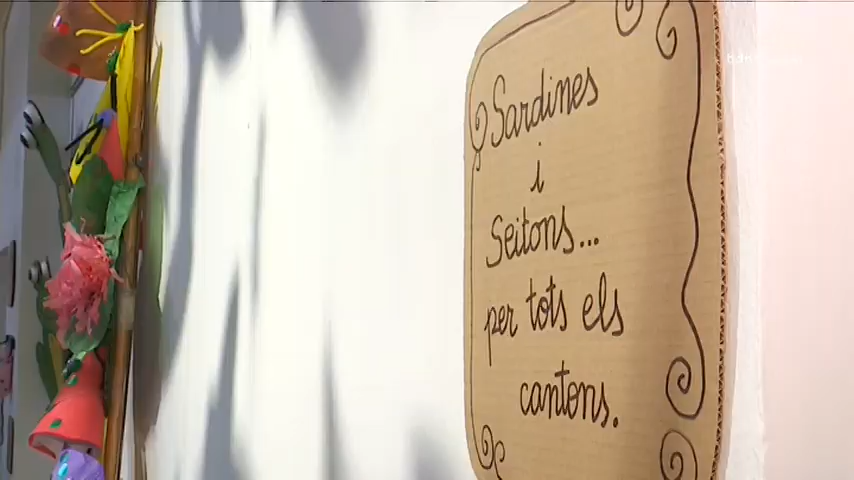 Sardines
i
Seitons...
per tots els
cantons.